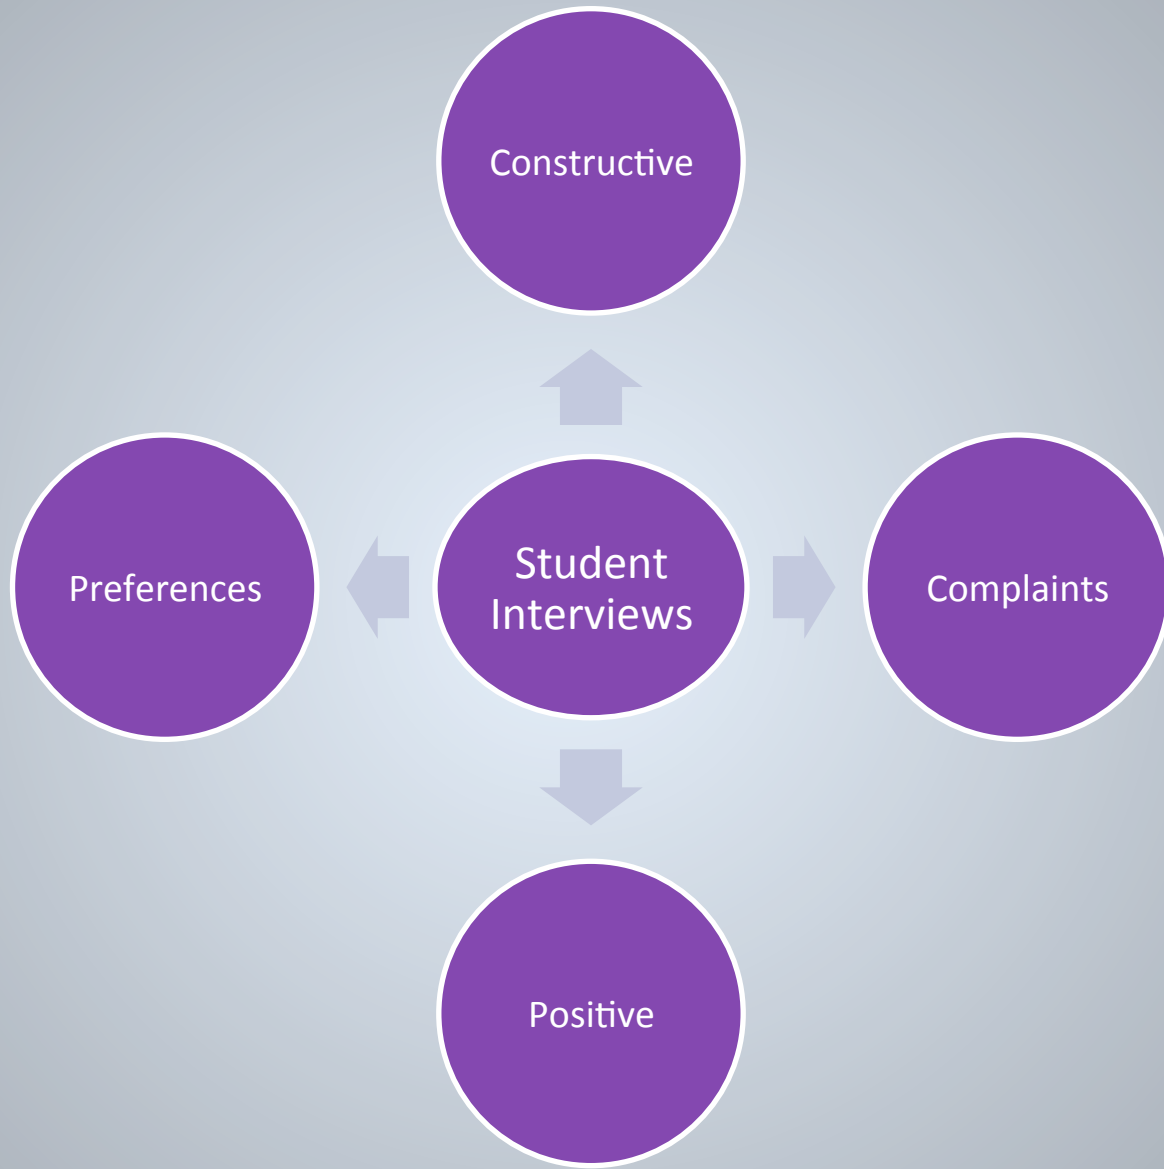 Constructive
Preferences
Student
Interviews
Complaints
Positive